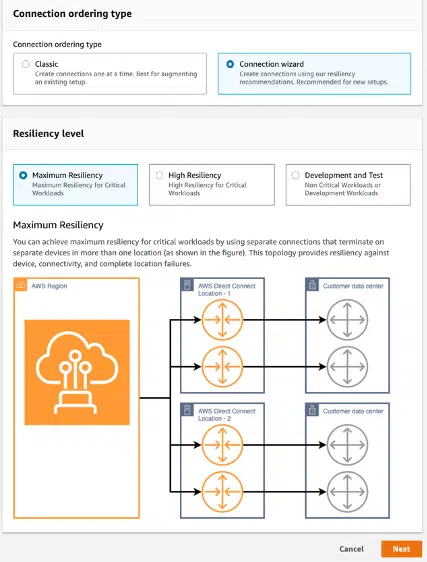 Connection ordering type
Connection ordering type
Classic
Create connections one at a time. Best for augmenting
an existing setup.
Connection wizard
Create connections using our resiliency
recommendations. Recommended for new setups.
Resiliency level
Maximum Resiliency
Maximum Resiliency for Critical
Workloads
High Resiliency
High Resiliency for Critical
Workloads
Development and Test
Non Critical Workloads or
Development Workloads
Maximum Resiliency
You can achieve maximum resiliency for critical workloads by using separate connections that terminate on
separate devices in more than one location (as shown in the figure). This topology provides resiliency against
device, connectivity, and complete location failures.
AWS Region
AWS Direct Connect
Location - 1
Customer data center
AWS Direct Connect
Location - 2
Customer data center
Cancel
Next